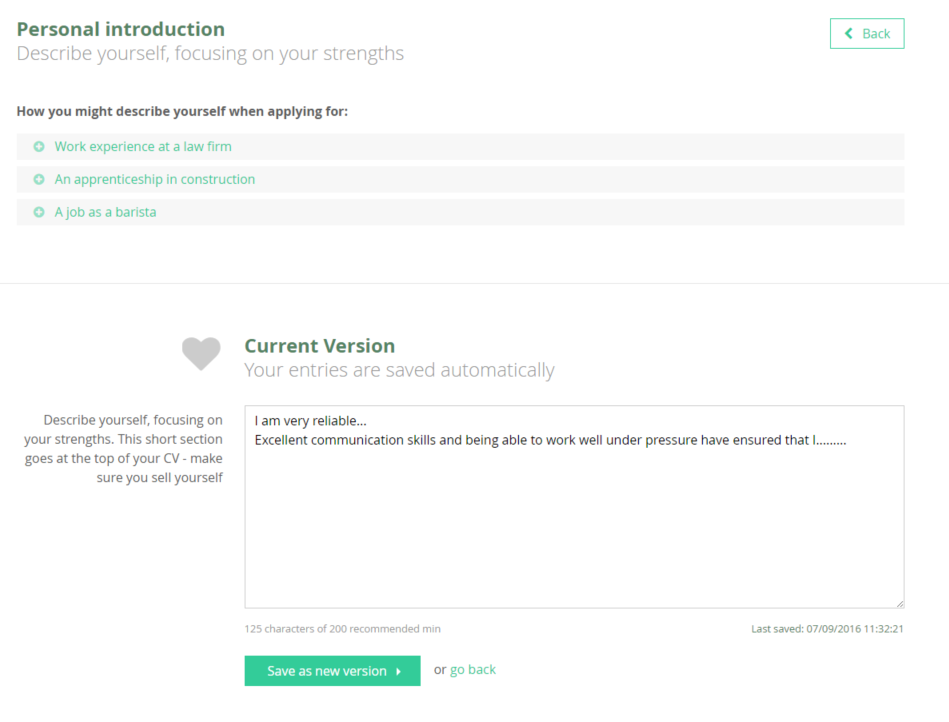 Personal introduction
Describe yourself, focusing on your strengths
Back
How you might describe yourself when applying for:
Work experience at a law firm
An apprenticeship in construction
A job as a barista
Current Version
Your entries are saved automatically
Describe yourself, focusing on
your strengths. This short section
goes at the top of your CV - make
sure you sell yourself
I am very reliable...
Excellent communication skills and being able to work well under pressure have ensured that I.........
125 characters of 200 recommended min
Last saved: 07/09/2016 11:32:21
Save as new version
or go back